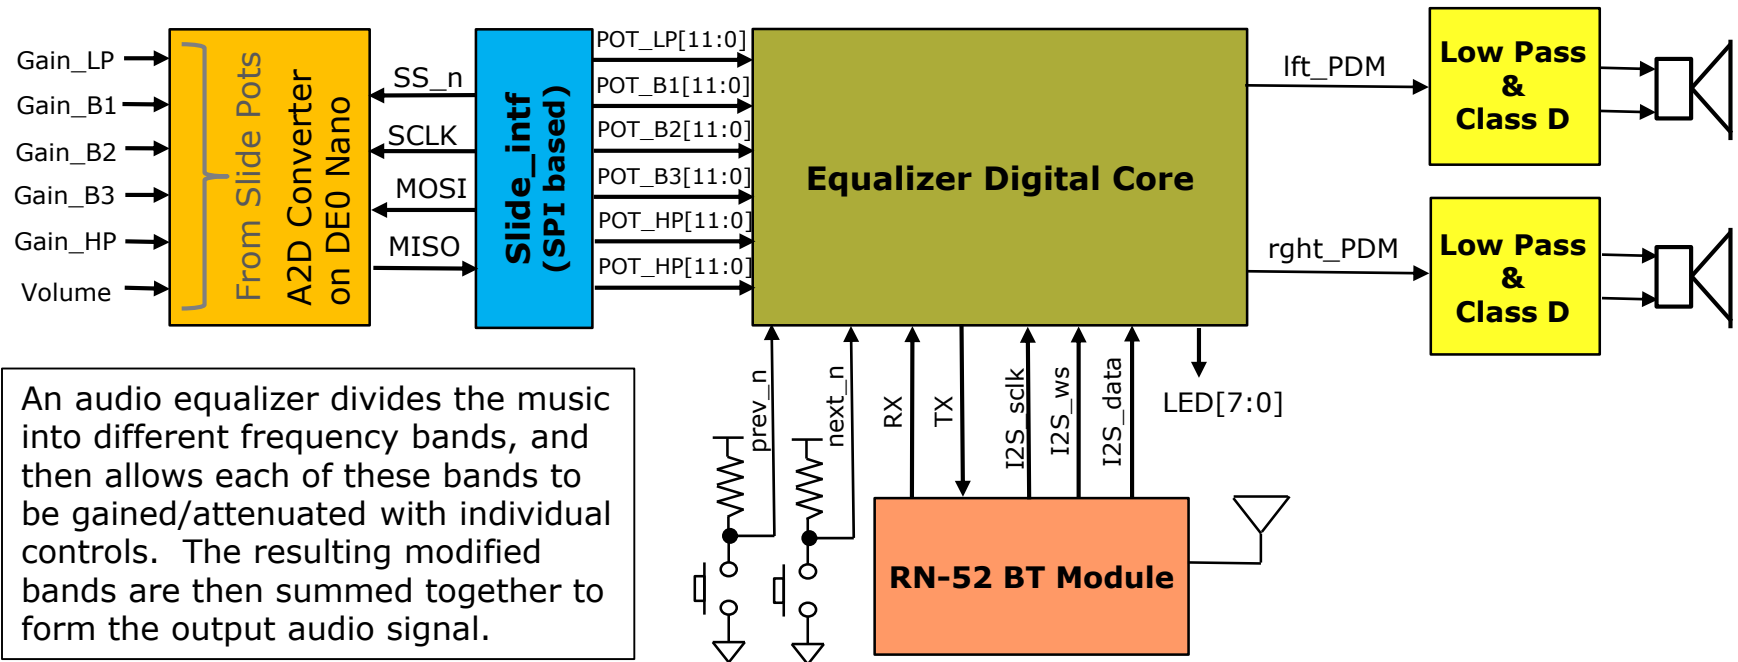 Gain_LP
Gain_B1
Gain_B2
Gain_B3
Gain_HP
Volume
From Slide Pots
A2D Converter
on DE0 Nano
SS_n
SCLK
MOSI
MISO
Slide_intf
(SPI based)
POT_LP[11:0]
POT_B1[11:0]
POT_B2[11:0]
POT_B3[11:0]
POT_HP[11:0]
POT_HP[11:0]
Equalizer Digital Core
lft_PDM
rght_PDM
Low Pass
&
Class D
Low Pass
&
Class D
prev_n
next_n
RX
TX
I2S_sclk
I2S_ws
I2S_data
LED[7:0]
RN-52 BT Module
An audio equalizer divides the music
into different frequency bands, and
then allows each of these bands to
be gained/attenuated with individual
controls.  The resulting modified
bands are then summed together to
form the output audio signal.